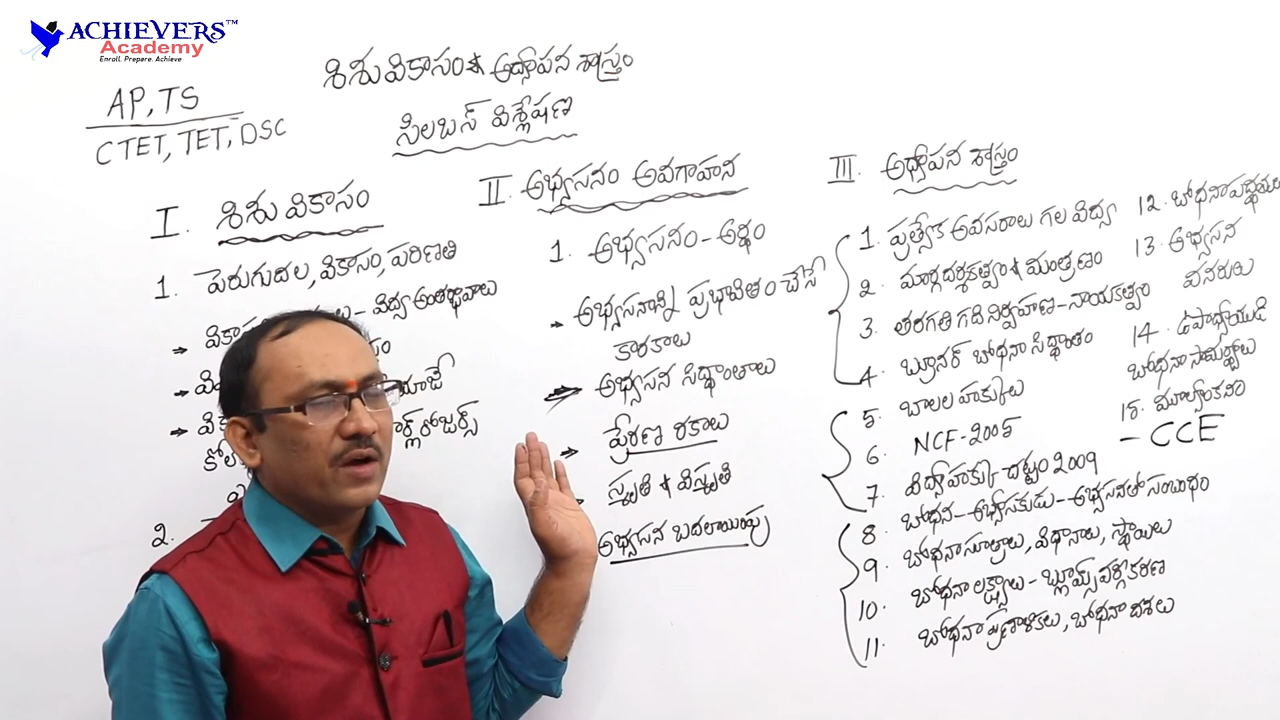 ACHIEVERS™
Academy
Enroll. Prepare. Achieve
శిశు వికాసం & అధ్యాపన శాస్త్రం
సిలబస్ విశ్లేషణ
AP, TS
CTET, TET, DSC
I. శిశు వికాసం
1. పెరుగుదల, వికాసం, పరిణతి
విద్య అంతర్భావాలు
కార్ల్ రోజర్స్
2.
II. అభ్యసనం అవగాహన
1. అభ్యసనం - అర్థం
అభ్యసనాన్ని ప్రభావితం చేసే
కారకాలు
అభ్యసన సిద్ధాంతాలు
ప్రేరణ రకాలు
స్మృతి & విస్మృతి
అభ్యసన బదలాయింపు
III. అధ్యాపన శాస్త్రం
1. ప్రత్యేక అవసరాలు గల విద్య
2. మార్గదర్శకత్వం & మంత్రణం
3. తరగతి గది నిర్వహణ - నాయకత్వం
4. బ్రూనర్ బోధనా సిద్ధాంతం
5. బాలల హక్కులు
6. NCF-2005
7. విద్యాహక్కు చట్టం 2009
8. బోధన - అభ్యాసకుడు - అభ్యసనతో సంబంధం
9. బోధనా సూత్రాలు, విధానాలు, స్థాయిలు
10. బోధనా లక్ష్యాలు - బ్లూమ్స్ వర్గీకరణ
11. బోధనా ప్రణాళికలు, బోధనా దశలు
12. బోధనా పద్ధతులు
13. అభ్యసన
వనరులు
14. ఉపాధ్యాయుడి
బోధనా సామర్థ్యాలు
15. మూల్యాంకనం
- CCE